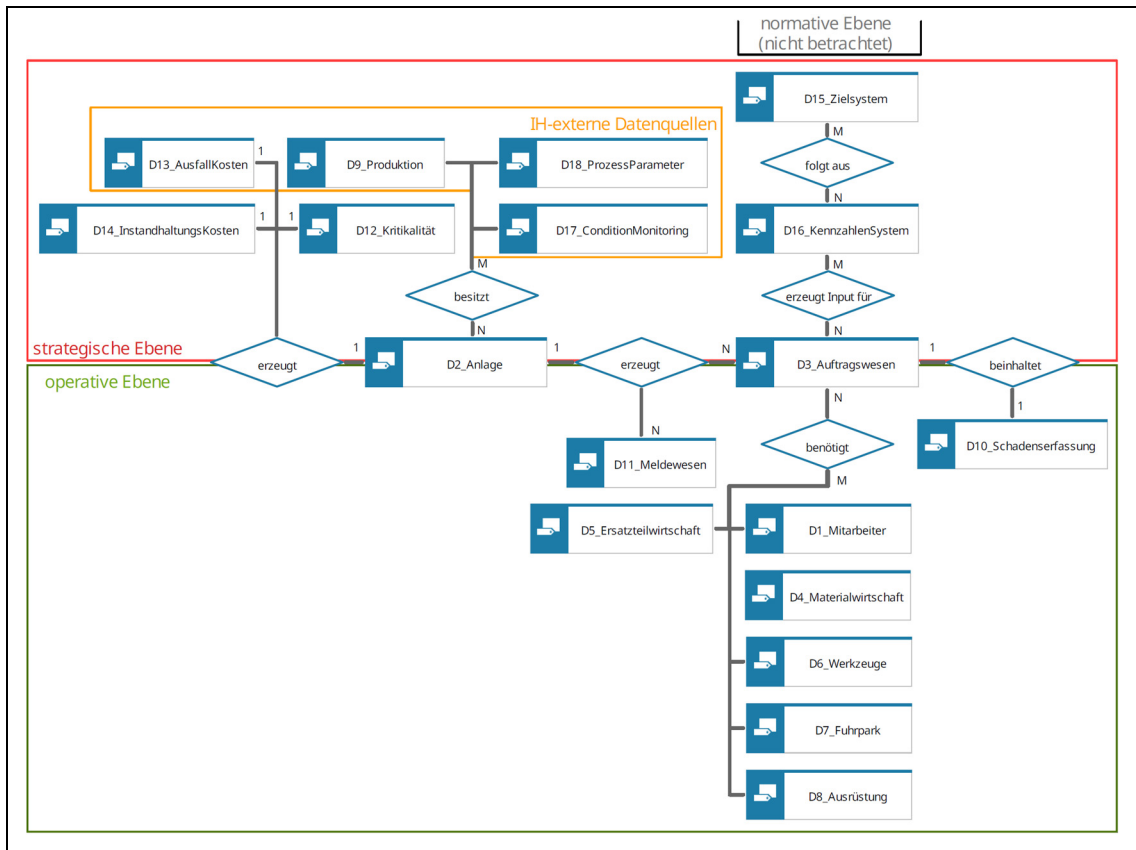 normative Ebene
(nicht betrachtet)
D15_Zielsystem
IH-externe Datenquellen
M
1
D13_AusfallKosten
D9_Produktion
D18_ProzessParameter
folgt aus
N
D14_InstandhaltungsKosten
1
1
D12_Kritikalität
D17_ConditionMonitoring
D16_KennzahlenSystem
M
M
besitzt
erzeugt Input für
N
N
strategische Ebene
erzeugt
1
D2_Anlage
1
erzeugt
N
D3_Auftragswesen
1
beinhaltet
operative Ebene
N
1
N
benötigt
D10_Schadenserfassung
D11_Meldewesen
M
D5_Ersatzteilwirtschaft
D1_Mitarbeiter
D4_Materialwirtschaft
D6_Werkzeuge
D7_Fuhrpark
D8_Ausrüstung